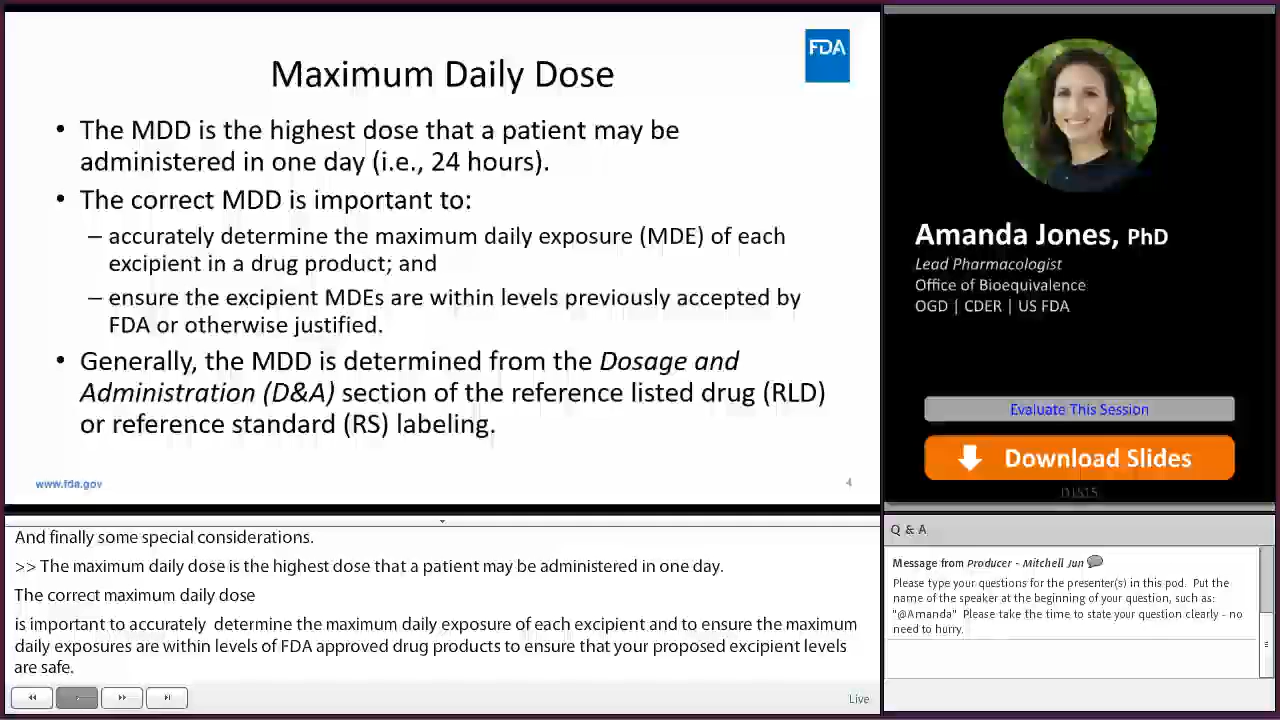 Maximum Daily Dose
FDA
• The MDD is the highest dose that a patient may be
administered in one day (i.e., 24 hours).
• The correct MDD is important to:
– accurately determine the maximum daily exposure (MDE) of each
excipient in a drug product; and
– ensure the excipient MDEs are within levels previously accepted by
FDA or otherwise justified.
• Generally, the MDD is determined from the Dosage and
Administration (D&A) section of the reference listed drug (RLD)
or reference standard (RS) labeling.
www.fda.gov
4
Amanda Jones, PhD
Lead Pharmacologist
Office of Bioequivalence
OGD | CDER | US FDA
Evaluate This Session
Download Slides
And finally some special considerations.
>> The maximum daily dose is the highest dose that a patient may be administered in one day.
The correct maximum daily dose
is important to accurately determine the maximum daily exposure of each excipient and to ensure the maximum
daily exposures are within levels of FDA approved drug products to ensure that your proposed excipient levels
are safe.
Live
Q & A
Message from Producer - Mitchell Jun
Please type your questions for the presenter(s) in this pod. Put the
name of the speaker at the beginning of your question, such as:
"@Amanda" Please take the time to state your question clearly - no
need to hurry.